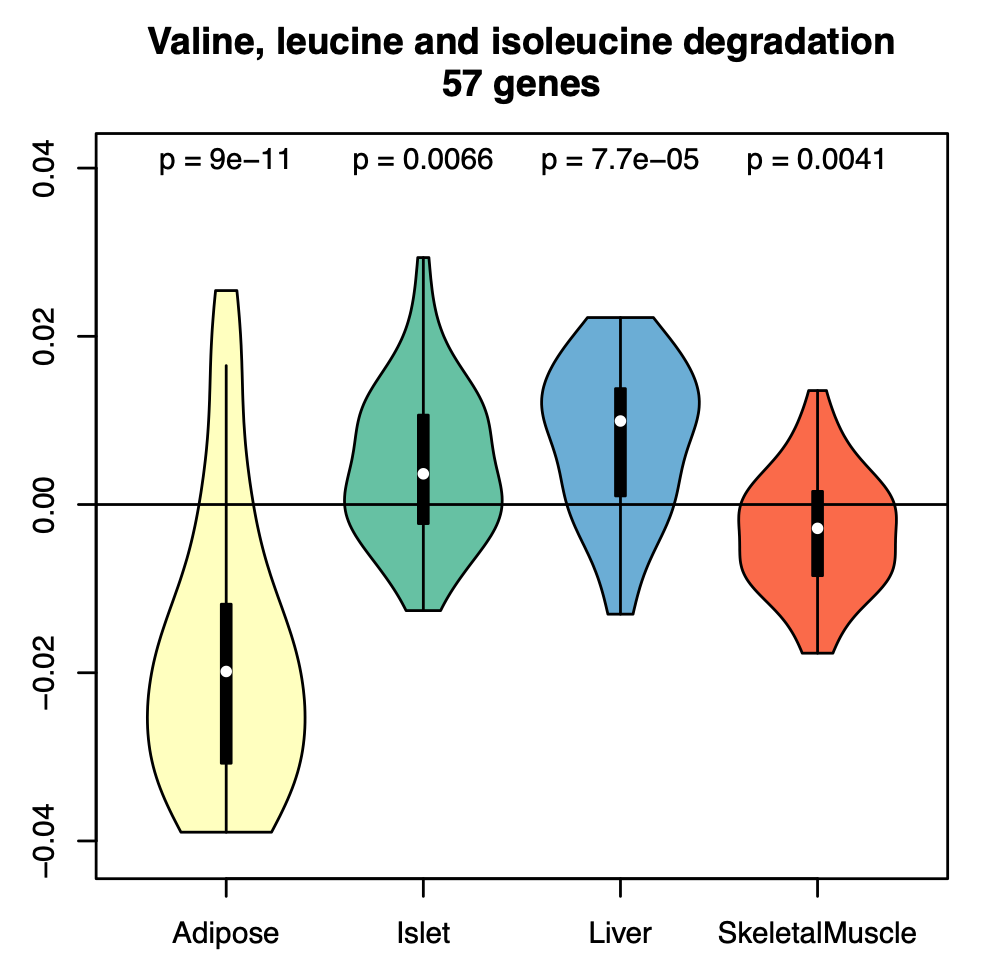 Valine, leucine and isoleucine degradation
57 genes
p = 9e−11 p = 0.0066 p = 7.7e−05 p = 0.0041
0.04
0.02
0.00
−0.02
−0.04
Adipose Islet Liver SkeletalMuscle